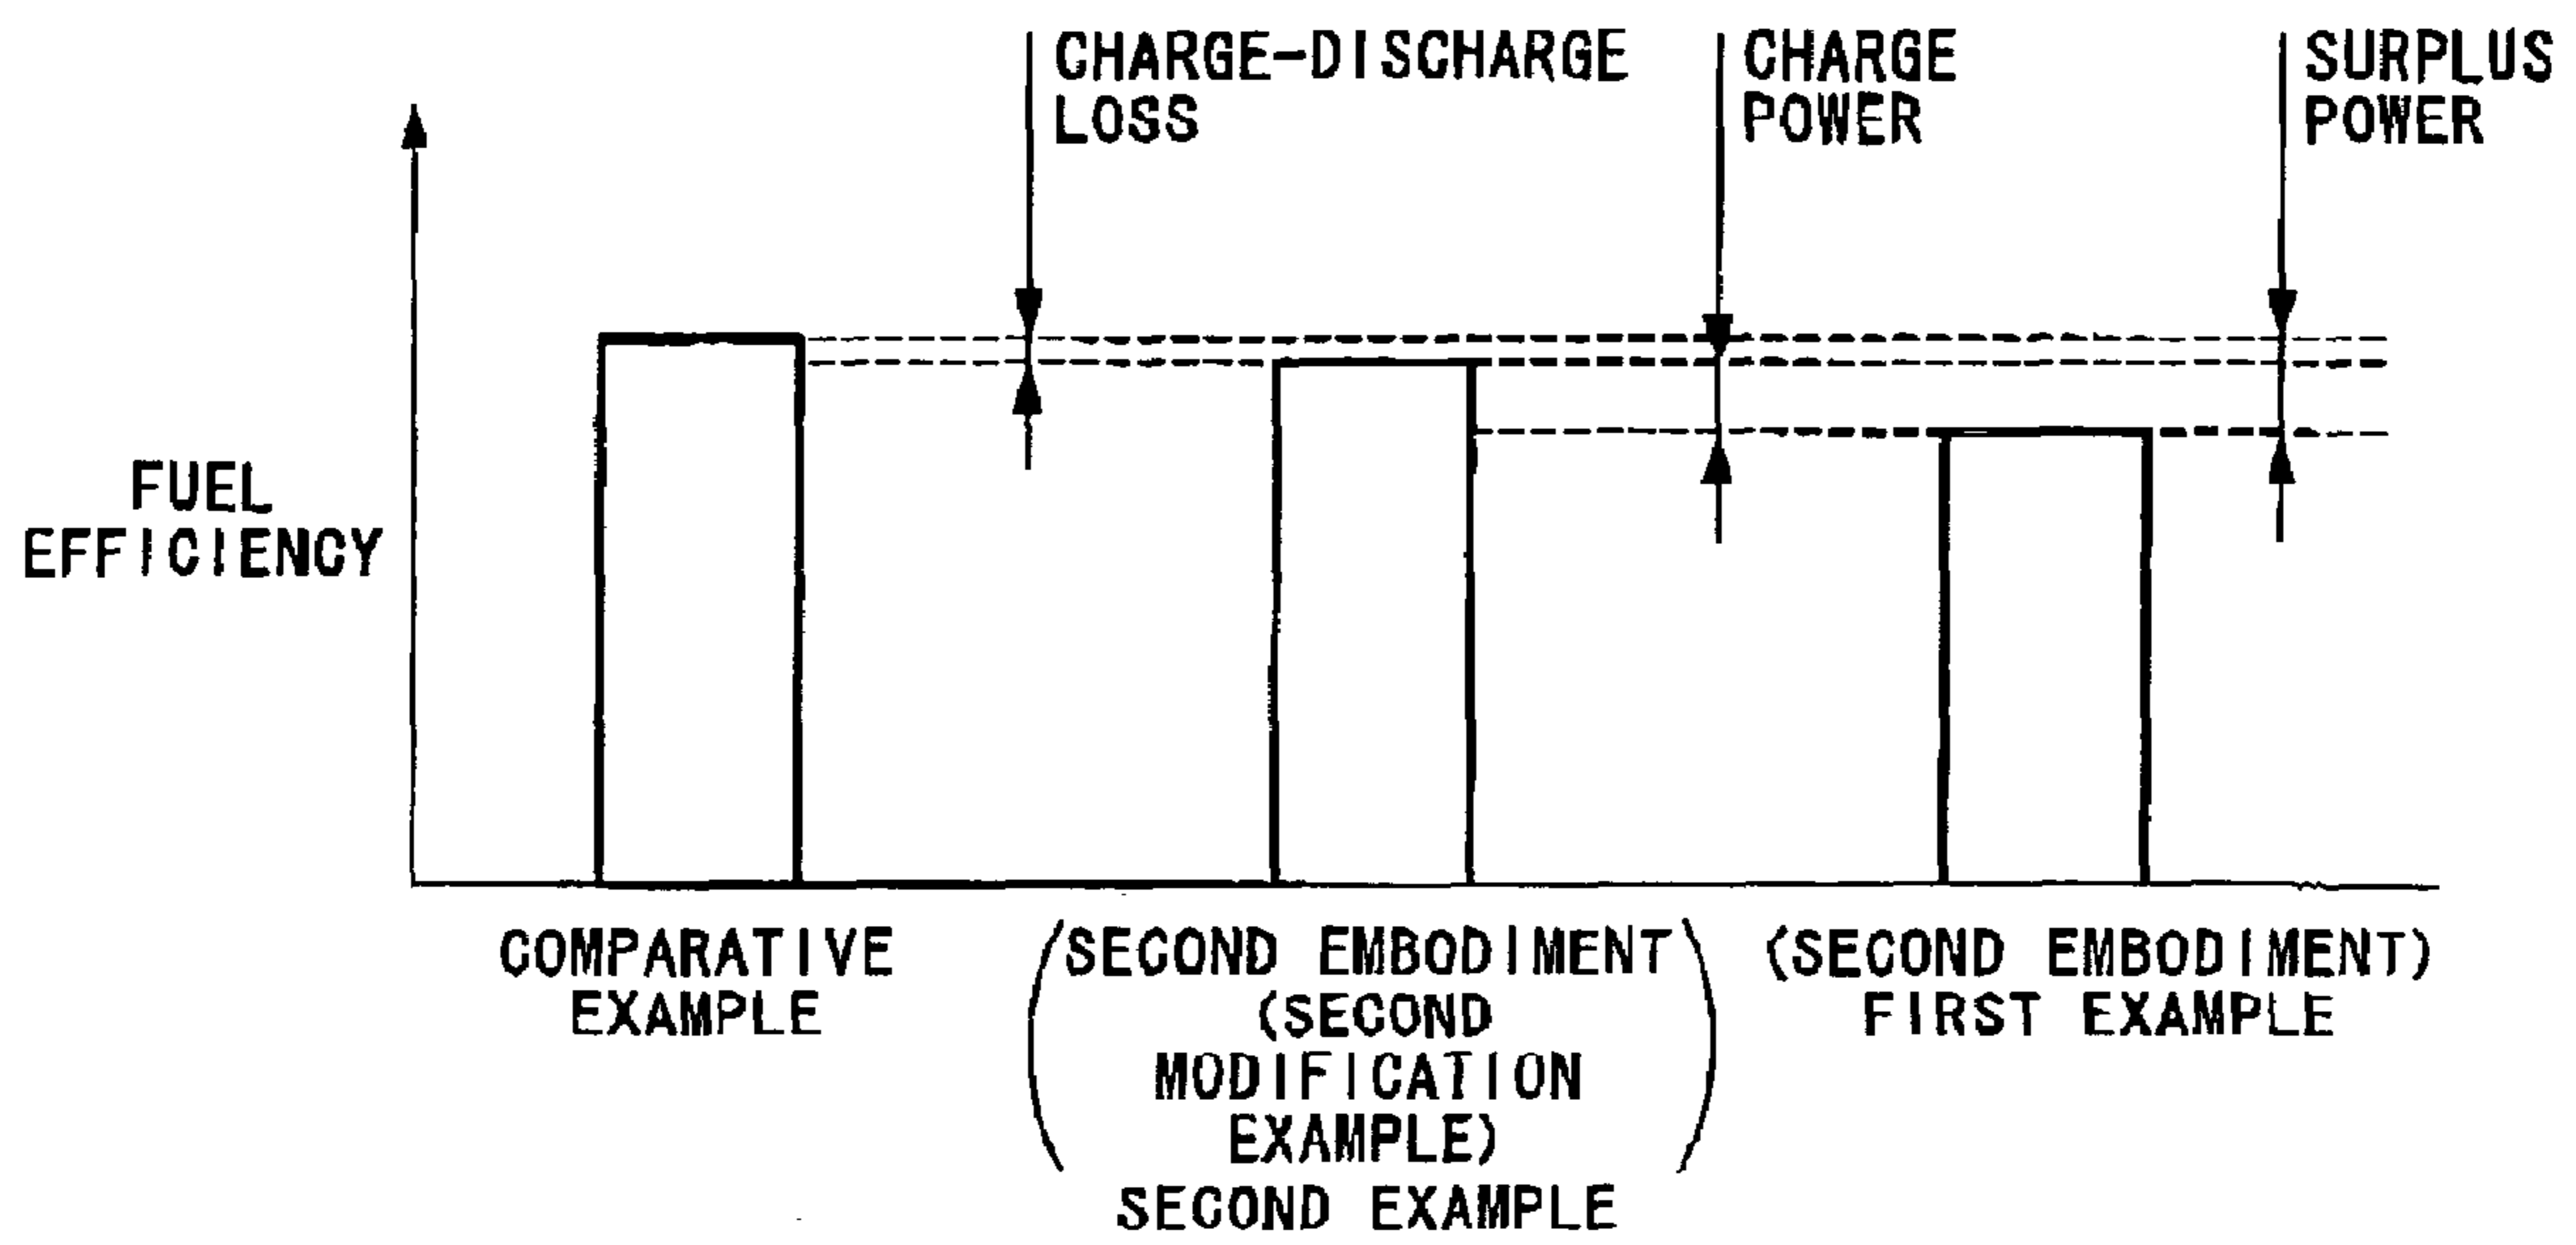 CHARGE-DISCHARGE
LOSS
CHARGE
POWER
SURPLUS
POWER
FUEL
EFFICIENCY
COMPARATIVE
EXAMPLE
(SECOND EMBODIMENT
(SECOND
MODIFICATION
EXAMPLE))
SECOND EXAMPLE
(SECOND EMBODIMENT)
FIRST EXAMPLE